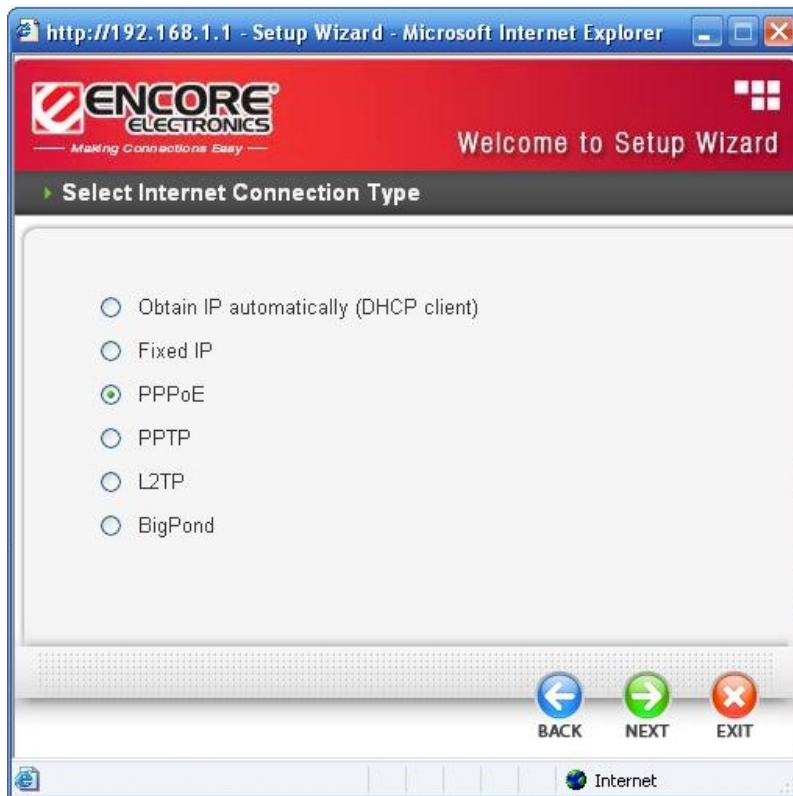 http://192.168.1.1 - Setup Wizard - Microsoft Internet Explorer
ENCORE
ELECTRONICS
Making Connections Easy
Welcome to Setup Wizard
Select Internet Connection Type
Obtain IP automatically (DHCP client)
Fixed IP
PPPoE
PPTP
L2TP
BigPond
BACK NEXT EXIT
Internet